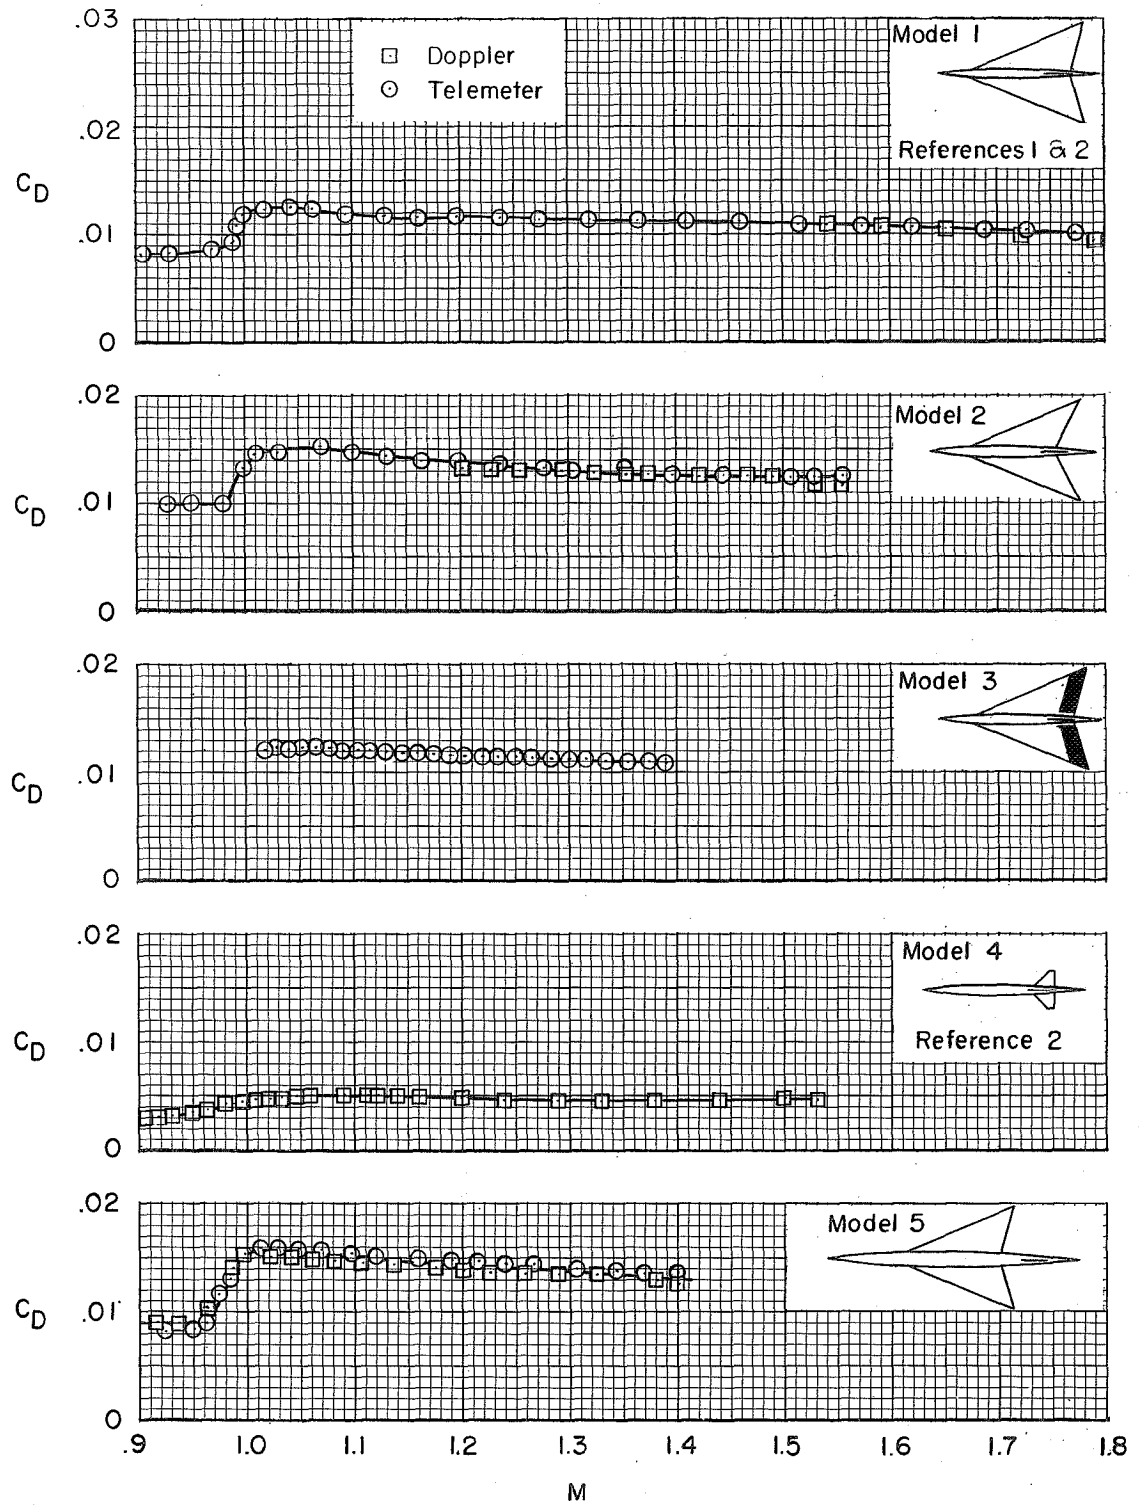 .03
.02
.01
0
C_D
□ Doppler
⊙ Telemeter
Model 1
References 1 & 2
.02
.01
0
C_D
Model 2
.02
.01
0
C_D
Model 3
.02
.01
0
C_D
Model 4
Reference 2
.02
.01
0
C_D
Model 5
.9 1.0 1.1 1.2 1.3 1.4 1.5 1.6 1.7 1.8
M